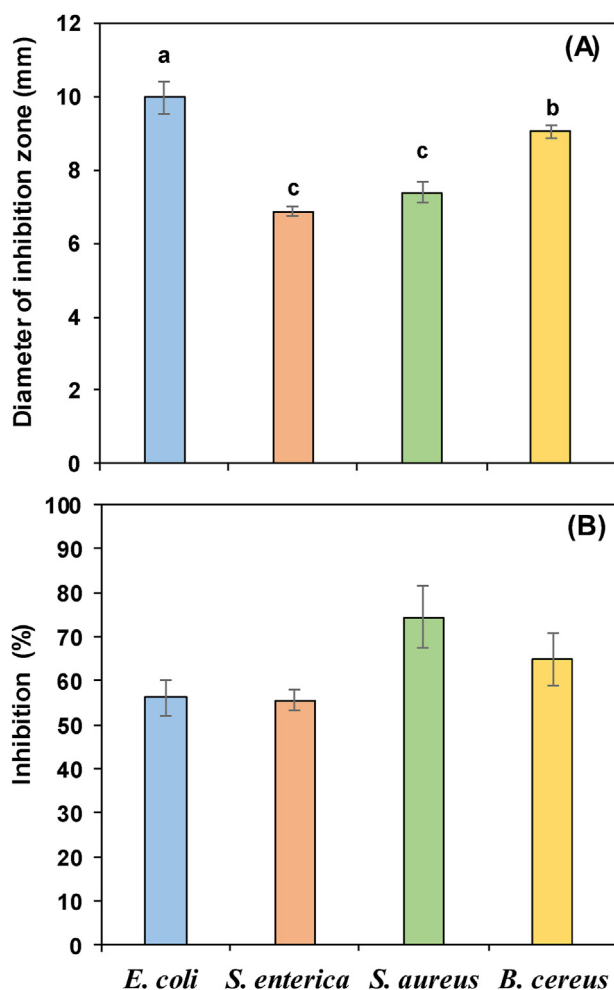 Diameter of inhibition zone (mm)
12
10
8
6
4
2
0
(A)
a
c
c
b
Inhibition (%)
100
90
80
70
60
50
40
30
20
10
0
(B)
E. coli S. enterica S. aureus B. cereus